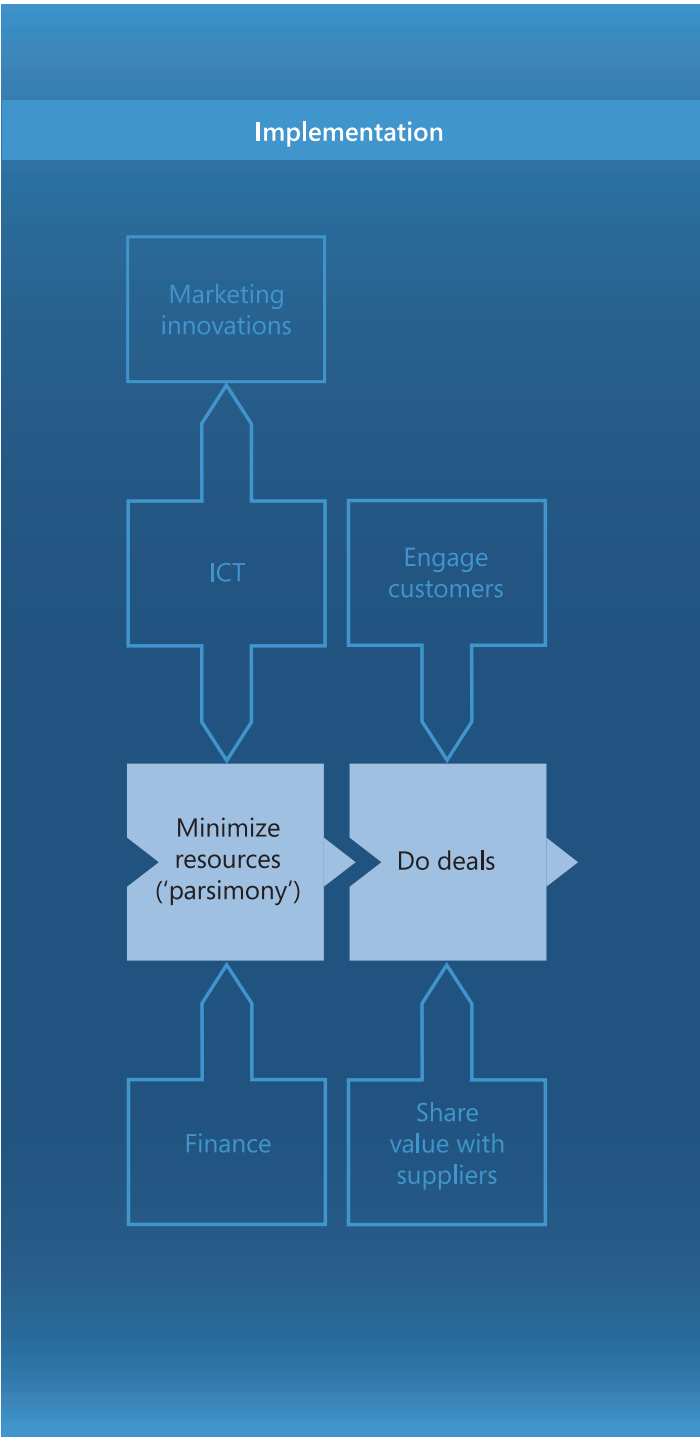 Implementation
Marketing
innovations
ICT
Engage
customers
Minimize
resources
(‘parsimony’)
Do deals
Finance
Share
value with
suppliers